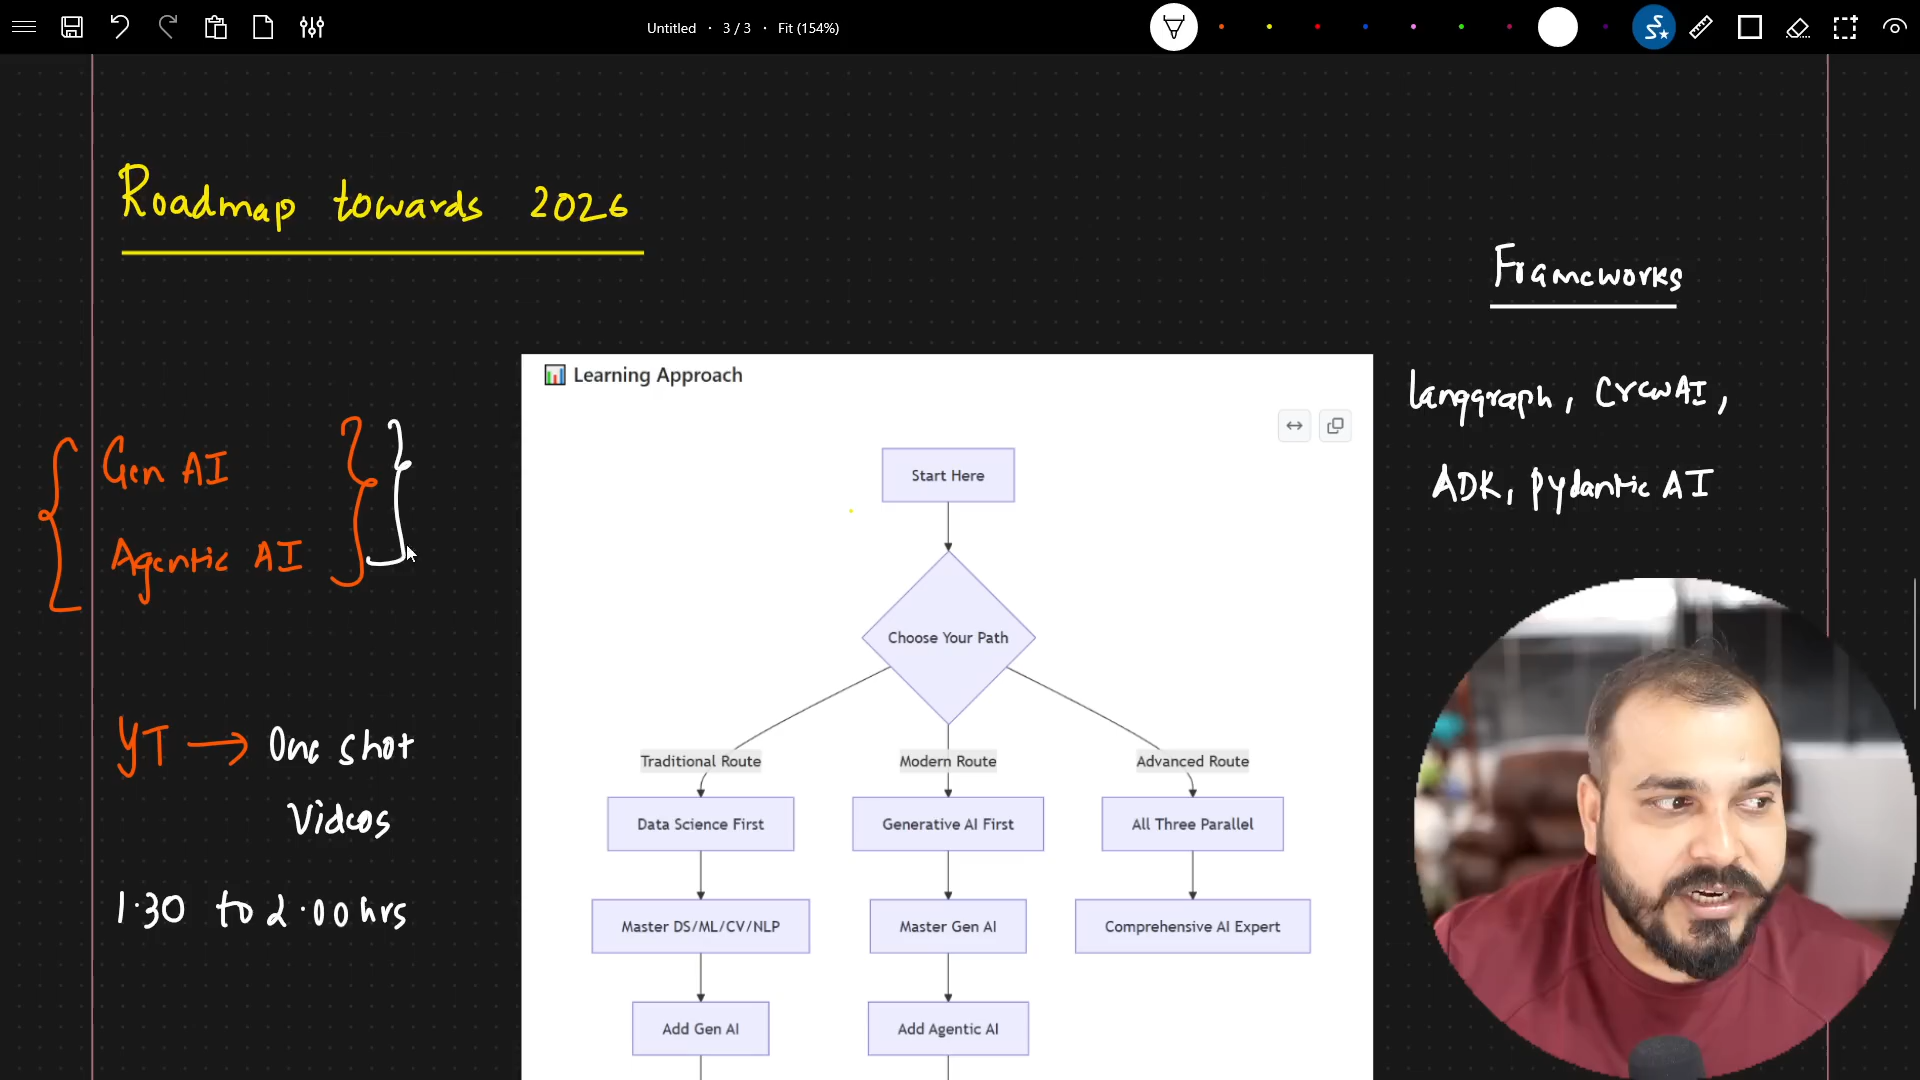 Untitled · 3 / 3 · Fit (154%)
Roadmap towards 2026
Frameworks
Langgraph, CrewAI,
ADK, Pydantic AI
Gen AI
Agentic AI
YT → One shot
Videos
1.30 to 2.00 hrs
📊 Learning Approach
Start Here
Choose Your Path
Traditional Route
Modern Route
Advanced Route
Data Science First
Generative AI First
All Three Parallel
Master DS/ML/CV/NLP
Master Gen AI
Comprehensive AI Expert
Add Gen AI
Add Agentic AI